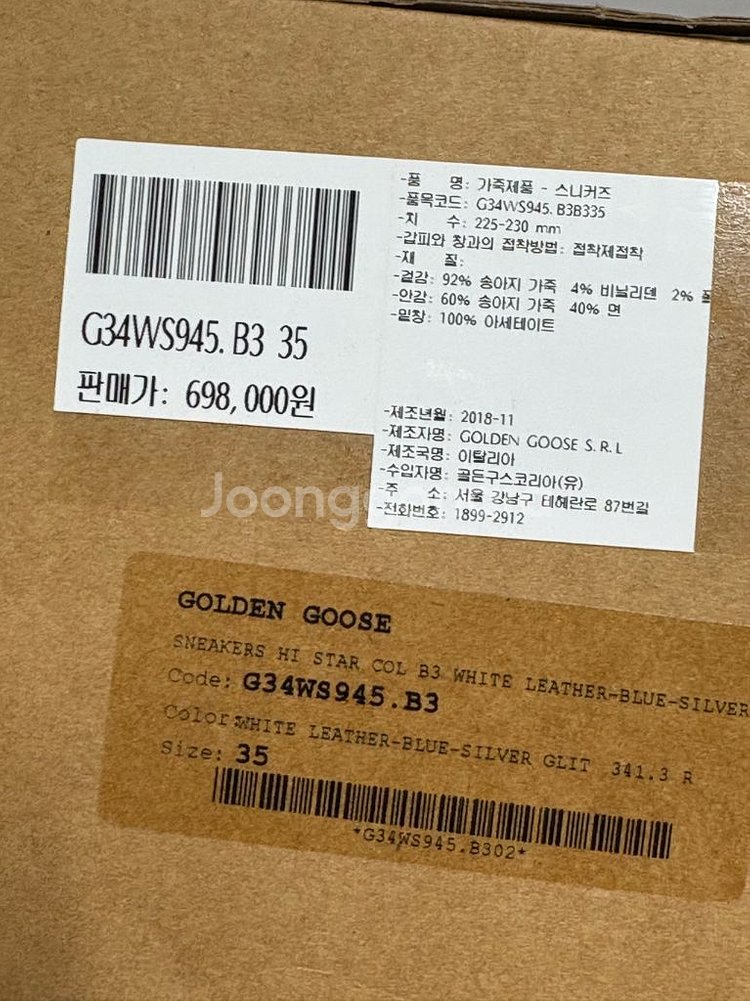 G34WS945.B3 35
판매가: 698,000원
-품 명: 가죽제품 - 스니커즈
-품목코드: G34WS945.B3B335
-치 수: 225-230 mm
-갑피와 창과의 접착방법: 접착제접착
-재 질:
-겉감: 92% 송아지 가죽 4% 비닐리덴 2%
-안감: 60% 송아지 가죽 40% 면
-밑창: 100% 아세테이트
-제조년월: 2018-11
-제조자명: GOLDEN GOOSE S.R.L
-제조국명: 이탈리아
-수입자명: 골든구스코리아(유)
-주 소: 서울 강남구 테헤란로 87번길
-전화번호: 1899-2912
GOLDEN GOOSE
SNEAKERS HI STAR COL B3 WHITE LEATHER-BLUE-SILVER
Code: G34WS945.B3
Color:WHITE LEATHER-BLUE-SILVER GLIT 341.3 R
Size: 35
*G34WS945.B302*